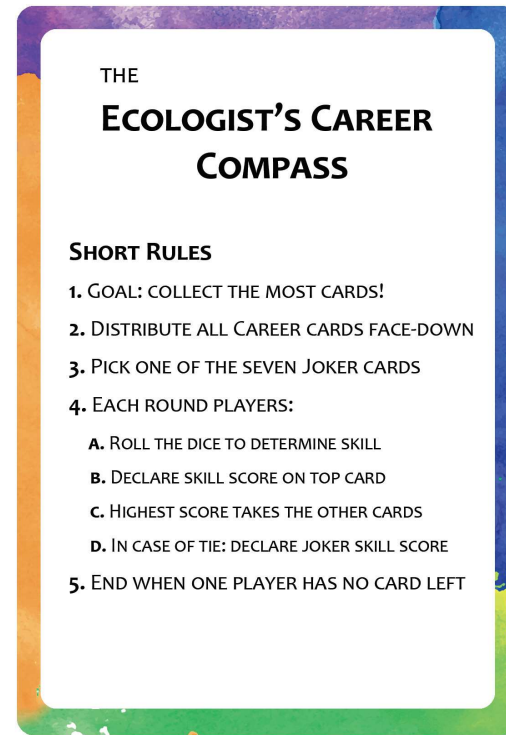 THE
ECOLOGIST'S CAREER
COMPASS
SHORT RULES
1. GOAL: COLLECT THE MOST CARDS!
2. DISTRIBUTE ALL CAREER CARDS FACE-DOWN
3. PICK ONE OF THE SEVEN JOKER CARDS
4. EACH ROUND PLAYERS:
A. ROLL THE DICE TO DETERMINE SKILL
B. DECLARE SKILL SCORE ON TOP CARD
C. HIGHEST SCORE TAKES THE OTHER CARDS
D. IN CASE OF TIE: DECLARE JOKER SKILL SCORE
5. END WHEN ONE PLAYER HAS NO CARD LEFT